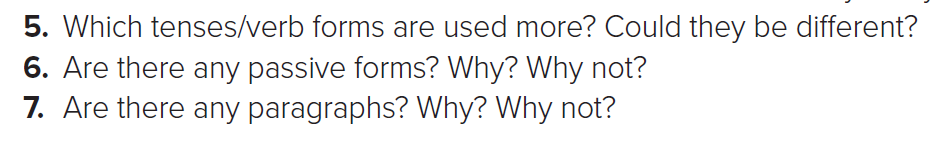 5. Which tenses/verb forms are used more? Could they be different?
6. Are there any passive forms? Why? Why not?
7. Are there any paragraphs? Why? Why not?